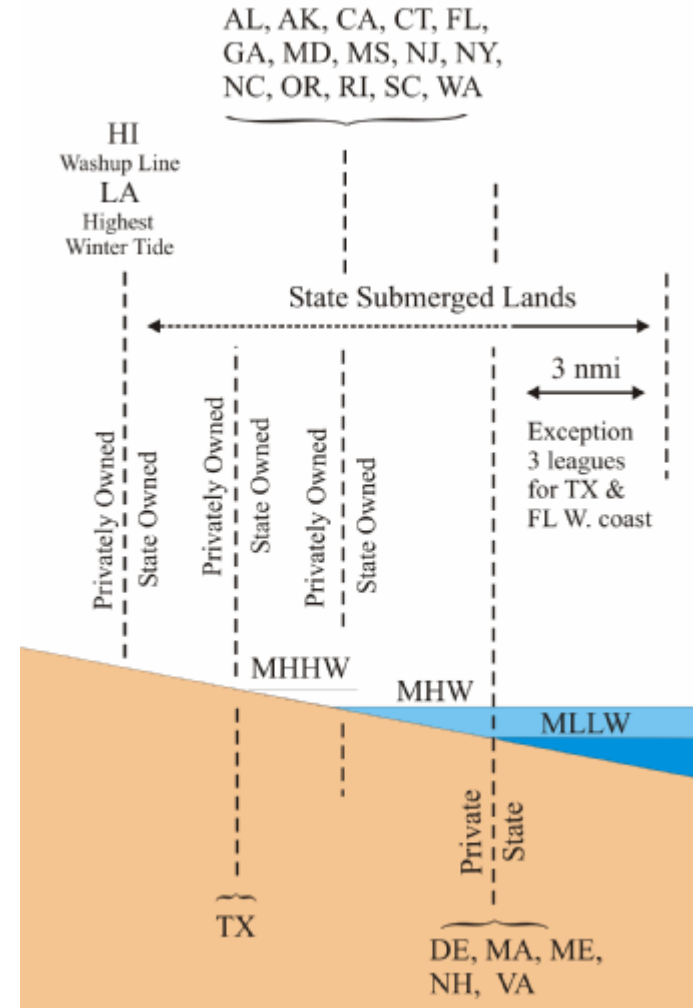 AL, AK, CA, CT, FL,
GA, MD, MS, NJ, NY,
NC, OR, RI, SC, WA
HI
Washup Line
LA
Highest
Winter Tide
State Submerged Lands
3 nmi
Exception
3 leagues
for TX &
FL W. coast
Privately Owned
State Owned
Privately Owned
State Owned
Privately Owned
State Owned
MHHW
MHW
MLLW
Private
State
TX
DE, MA, ME,
NH, VA